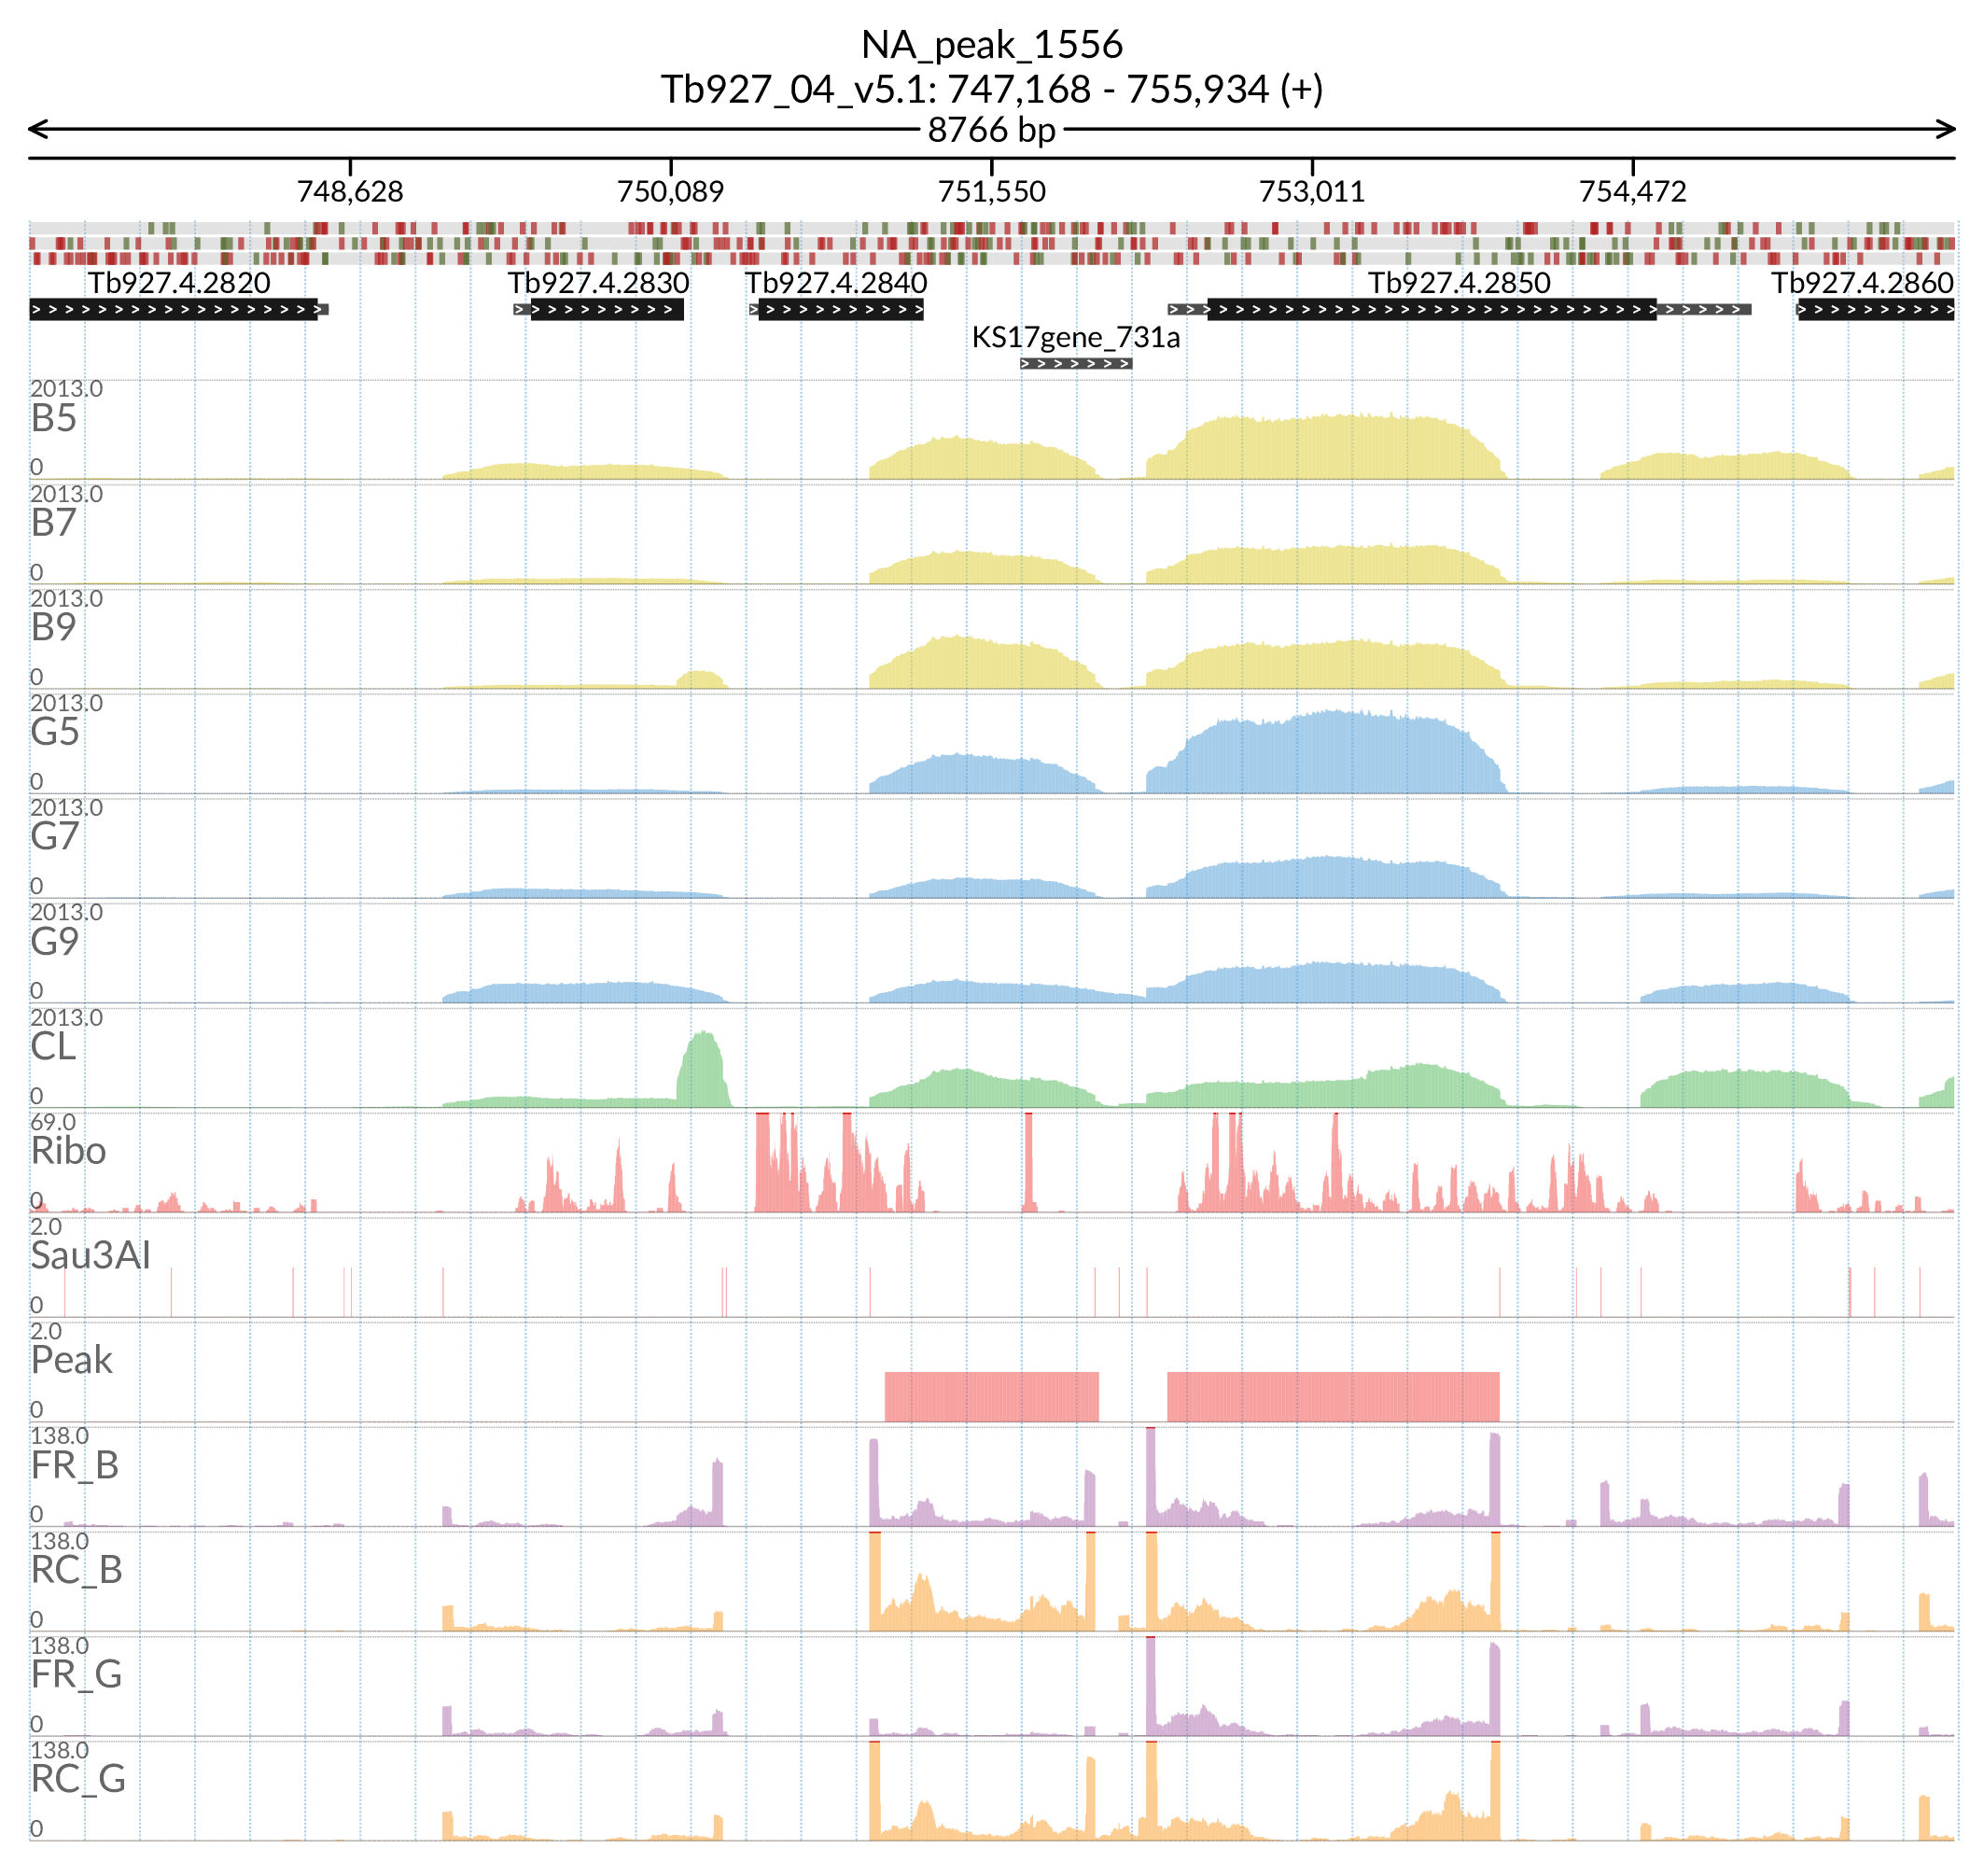 NA_peak_1556
Tb927_04_v5.1: 747,168 - 755,934 (+)
8766 bp
748,628 750,089 751,550 753,011 754,472
Tb927.4.2820 Tb927.4.2830 Tb927.4.2840 Tb927.4.2850 Tb927.4.2860
KS17gene_731a
2013.0
B5
0
2013.0
B7
0
2013.0
B9
0
2013.0
G5
0
2013.0
G7
0
2013.0
G9
0
2013.0
CL
0
69.0
Ribo
0
2.0
Sau3AI
0
2.0
Peak
0
138.0
FR_B
0
138.0
RC_B
0
138.0
FR_G
0
138.0
RC_G
0